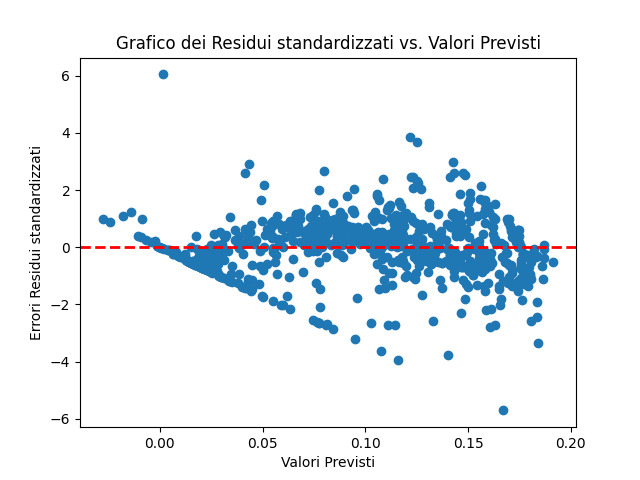 Grafico dei Residui standardizzati vs. Valori Previsti
Errori Residui standardizzati
6
4
2
0
−2
−4
−6
0.00 0.05 0.10 0.15 0.20
Valori Previsti